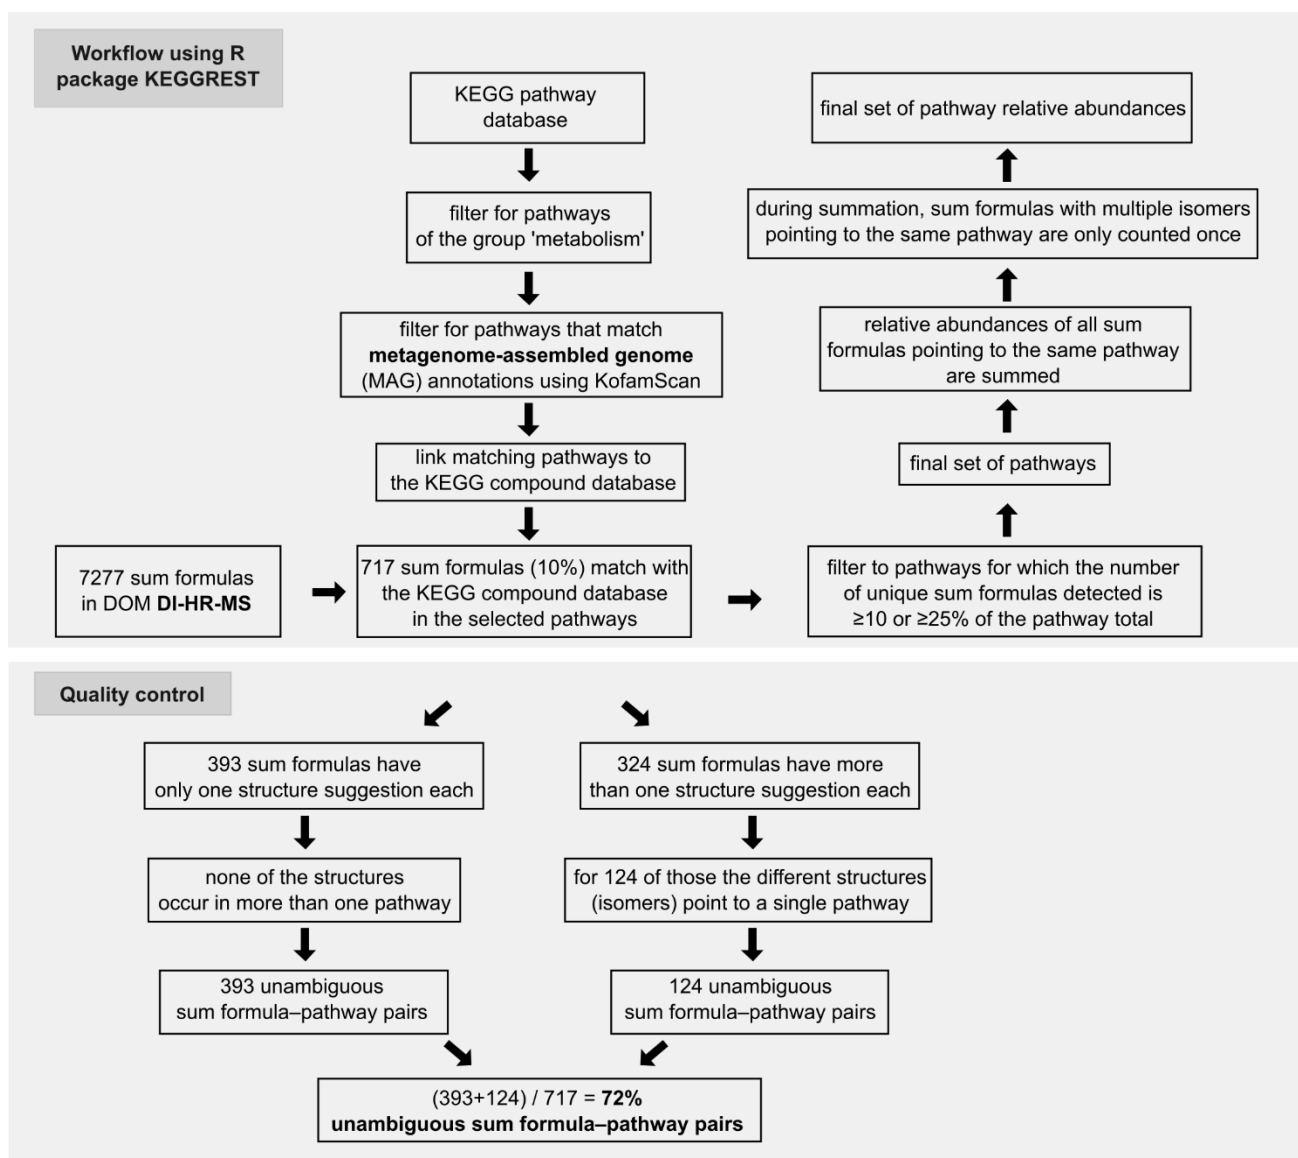 Workflow using R
package KEGGREST
KEGG pathway
database
filter for pathways
of the group 'metabolism'
filter for pathways that match
metagenome-assembled genome
(MAG) annotations using KofamScan
link matching pathways to
the KEGG compound database
7277 sum formulas
in DOM DI-HR-MS
717 sum formulas (10%) match with
the KEGG compound database
in the selected pathways
filter to pathways for which the number
of unique sum formulas detected is
≥10 or ≥25% of the pathway total
final set of pathways
relative abundances of all sum
formulas pointing to the same pathway
are summed
during summation, sum formulas with multiple isomers
pointing to the same pathway are only counted once
final set of pathway relative abundances
Quality control
393 sum formulas have
only one structure suggestion each
none of the structures
occur in more than one pathway
393 unambiguous
sum formula–pathway pairs
324 sum formulas have more
than one structure suggestion each
for 124 of those the different structures
(isomers) point to a single pathway
124 unambiguous
sum formula–pathway pairs
(393+124) / 717 = 72%
unambiguous sum formula–pathway pairs